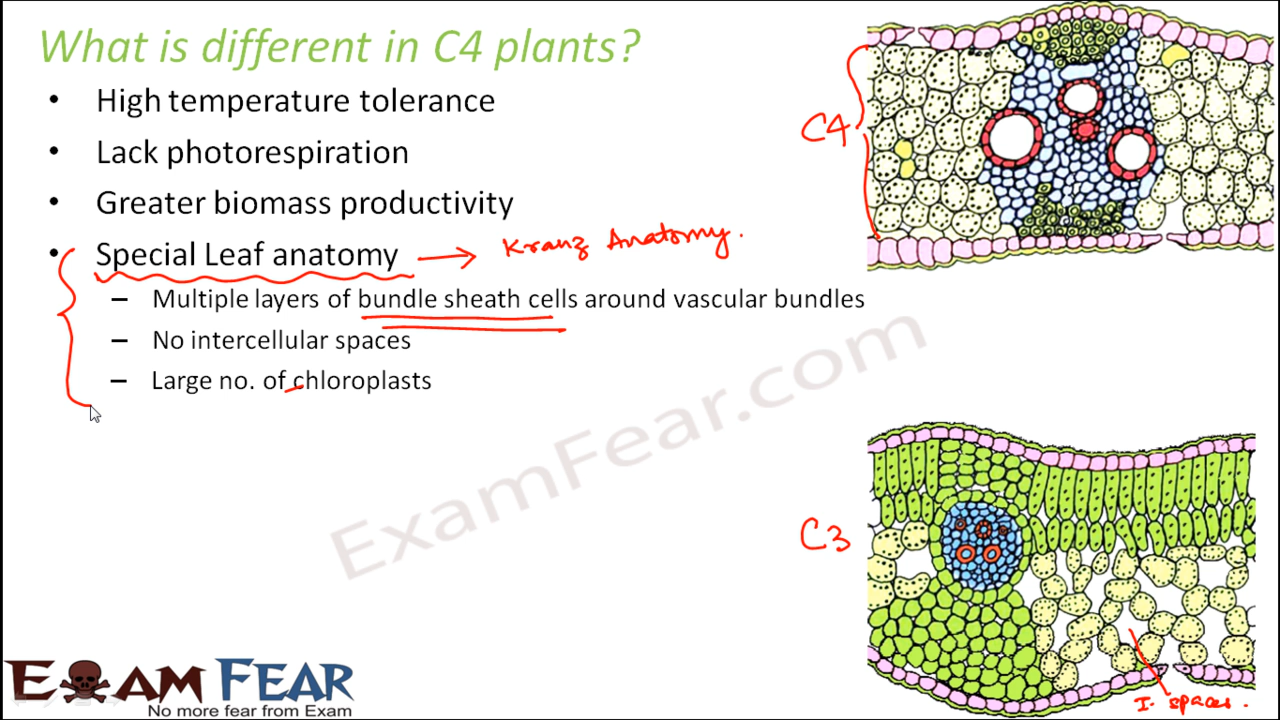 What is different in C4 plants?
• High temperature tolerance
• Lack photorespiration
• Greater biomass productivity
• Special Leaf anatomy → Kranz Anatomy.
– Multiple layers of bundle sheath cells around vascular bundles
– No intercellular spaces
– Large no. of chloroplasts
C4
C3
I. spaces.
ExamFear.com
EXAM FEAR
No more fear from Exam